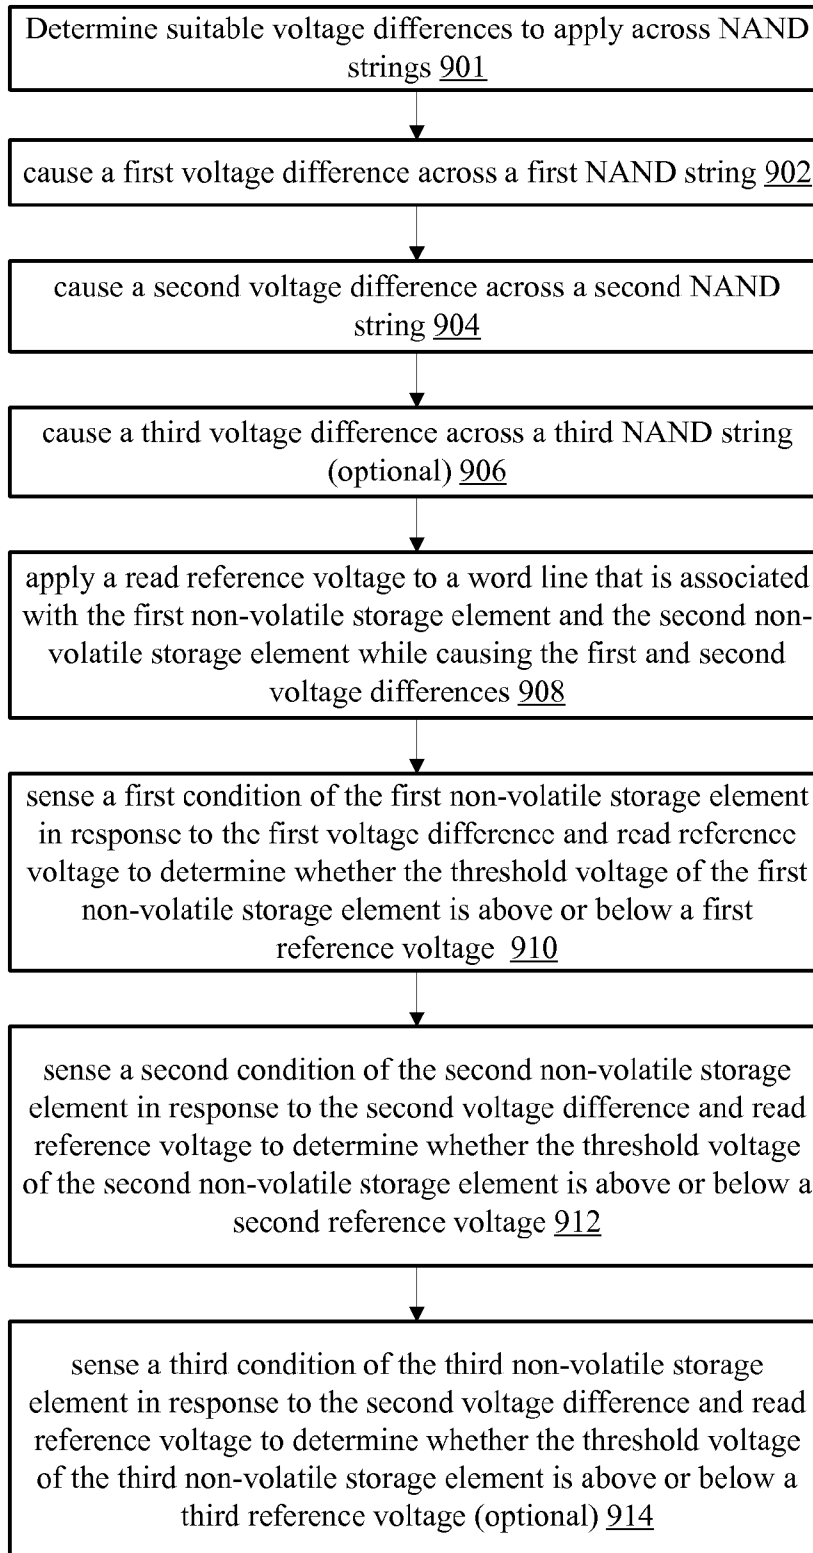 Determine suitable voltage differences to apply across NAND
strings 901
cause a first voltage difference across a first NAND string 902
cause a second voltage difference across a second NAND
string 904
cause a third voltage difference across a third NAND string
(optional) 906
apply a read reference voltage to a word line that is associated
with the first non-volatile storage element and the second non-
volatile storage element while causing the first and second
voltage differences 908
sense a first condition of the first non-volatile storage element
in response to the first voltage difference and read reference
voltage to determine whether the threshold voltage of the first
non-volatile storage element is above or below a first
reference voltage 910
sense a second condition of the second non-volatile storage
element in response to the second voltage difference and read
reference voltage to determine whether the threshold voltage
of the second non-volatile storage element is above or below a
second reference voltage 912
sense a third condition of the third non-volatile storage
element in response to the second voltage difference and read
reference voltage to determine whether the threshold voltage
of the third non-volatile storage element is above or below a
third reference voltage (optional) 914